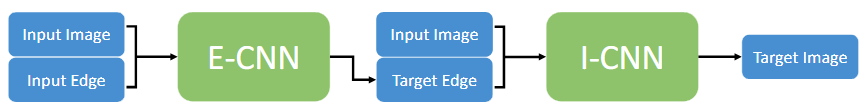 Input Image
Input Edge
E-CNN
Input Image
Target Edge
I-CNN
Target Image